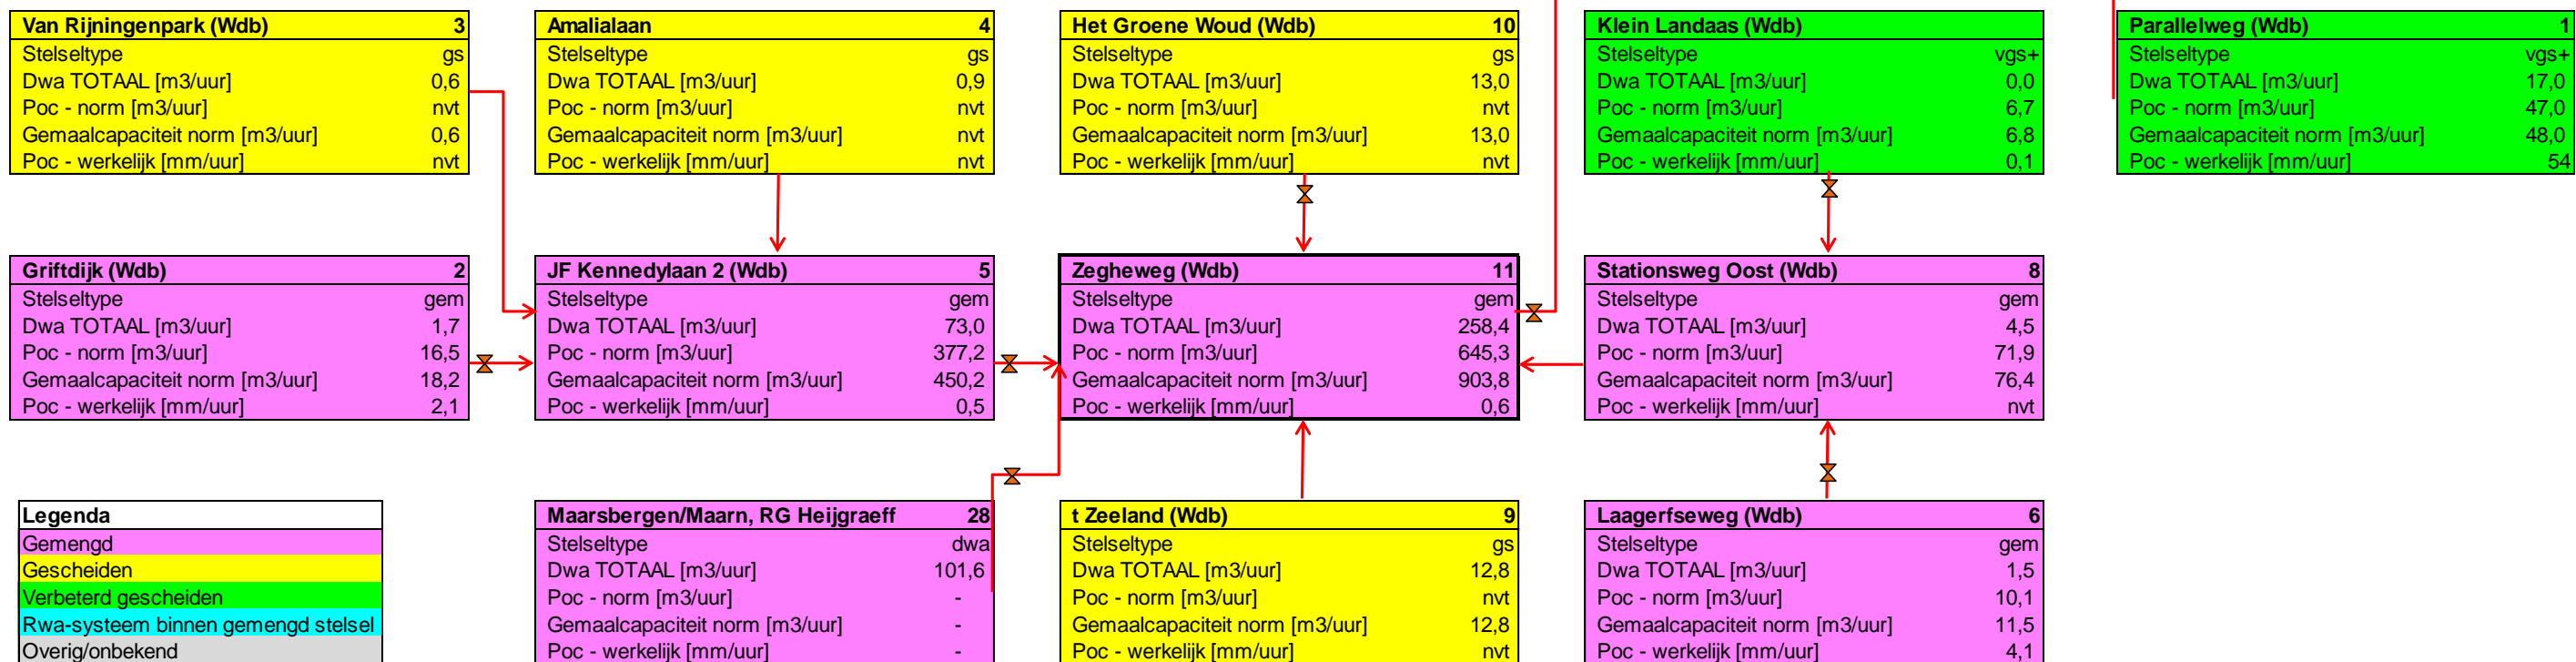 Van Rijningenpark (Wdb) 3
Stelseltype gs
Dwa TOTAAL [m3/uur] 0,6
Poc - norm [m3/uur] nvt
Gemaalcapaciteit norm [m3/uur] 0,6
Poc - werkelijk [mm/uur] nvt
Amalialaan 4
Stelseltype gs
Dwa TOTAAL [m3/uur] 0,9
Poc - norm [m3/uur] nvt
Gemaalcapaciteit norm [m3/uur] nvt
Poc - werkelijk [mm/uur] nvt
Het Groene Woud (Wdb) 10
Stelseltype gs
Dwa TOTAAL [m3/uur] 13,0
Poc - norm [m3/uur] nvt
Gemaalcapaciteit norm [m3/uur] 13,0
Poc - werkelijk [mm/uur] nvt
Klein Landaas (Wdb)
Stelseltype vgs+
Dwa TOTAAL [m3/uur] 0,0
Poc - norm [m3/uur] 6,7
Gemaalcapaciteit norm [m3/uur] 6,8
Poc - werkelijk [mm/uur] 0,1
Parallelweg (Wdb) 1
Stelseltype vgs+
Dwa TOTAAL [m3/uur] 17,0
Poc - norm [m3/uur] 47,0
Gemaalcapaciteit norm [m3/uur] 48,0
Poc - werkelijk [mm/uur] 54
Griftdijk (Wdb) 2
Stelseltype gem
Dwa TOTAAL [m3/uur] 1,7
Poc - norm [m3/uur] 16,5
Gemaalcapaciteit norm [m3/uur] 18,2
Poc - werkelijk [mm/uur] 2,1
JF Kennedylaan 2 (Wdb) 5
Stelseltype gem
Dwa TOTAAL [m3/uur] 73,0
Poc - norm [m3/uur] 377,2
Gemaalcapaciteit norm [m3/uur] 450,2
Poc - werkelijk [mm/uur] 0,5
Zegheweg (Wdb) 11
Stelseltype gem
Dwa TOTAAL [m3/uur] 258,4
Poc - norm [m3/uur] 645,3
Gemaalcapaciteit norm [m3/uur] 903,8
Poc - werkelijk [mm/uur] 0,6
Stationsweg Oost (Wdb) 8
Stelseltype gem
Dwa TOTAAL [m3/uur] 4,5
Poc - norm [m3/uur] 71,9
Gemaalcapaciteit norm [m3/uur] 76,4
Poc - werkelijk [mm/uur] nvt
Legenda
Gemengd
Gescheiden
Verbeterd gescheiden
Rwa-systeem binnen gemengd stelsel
Overig/onbekend
Maarsbergen/Maarn, RG Heijgraeff 28
Stelseltype dwa
Dwa TOTAAL [m3/uur] 101,6
Poc - norm [m3/uur] -
Gemaalcapaciteit norm [m3/uur] -
Poc - werkelijk [mm/uur] -
t Zeeland (Wdb) 9
Stelseltype gs
Dwa TOTAAL [m3/uur] 12,8
Poc - norm [m3/uur] nvt
Gemaalcapaciteit norm [m3/uur] 12,8
Poc - werkelijk [mm/uur] nvt
Laagerfseweg (Wdb) 6
Stelseltype gem
Dwa TOTAAL [m3/uur] 1,5
Poc - norm [m3/uur] 10,1
Gemaalcapaciteit norm [m3/uur] 11,5
Poc - werkelijk [mm/uur] 4,1